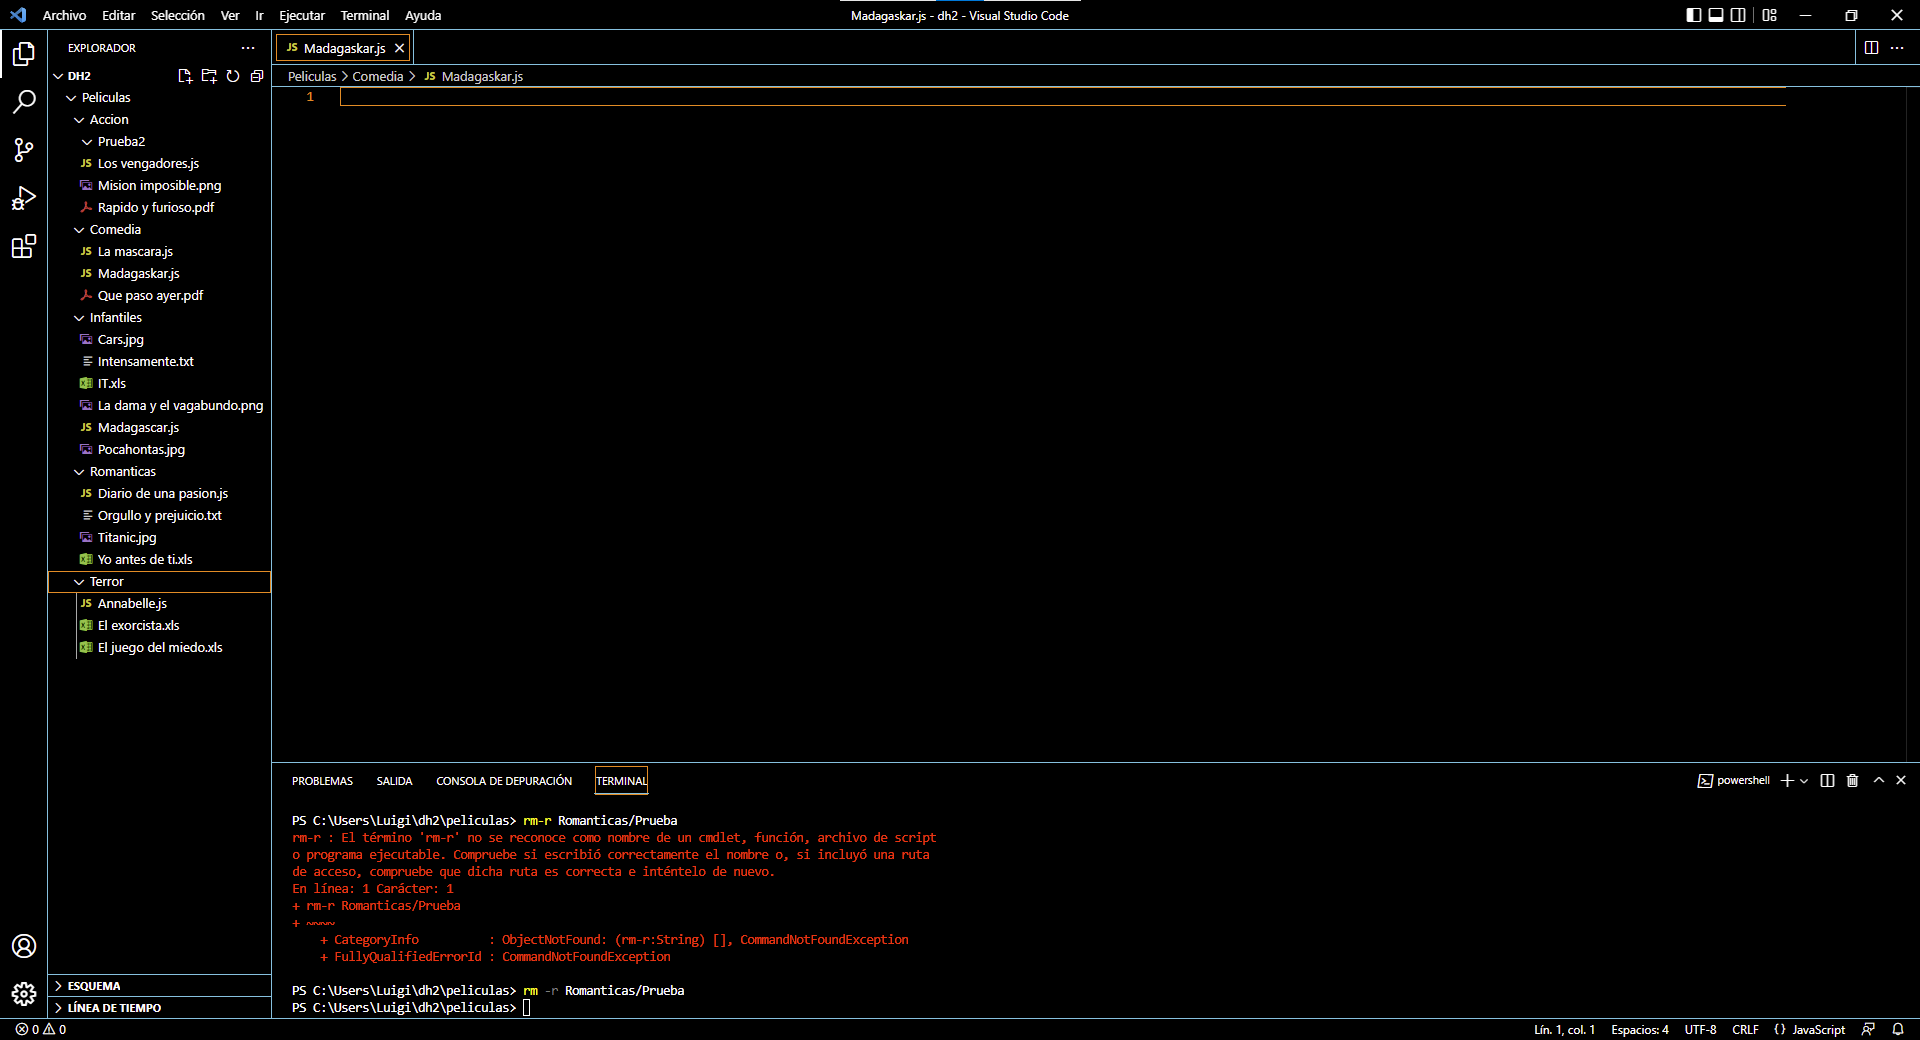 Archivo Editar Selección Ver Ir Ejecutar Terminal Ayuda
Madagaskar.js - dh2 - Visual Studio Code
EXPLORADOR
DH2
Peliculas
Accion
Prueba2
JS Los vengadores.js
Mision imposible.png
Rapido y furioso.pdf
Comedia
JS La mascara.js
JS Madagaskar.js
Que paso ayer.pdf
Infantiles
Cars.jpg
Intensamente.txt
IT.xls
La dama y el vagabundo.png
JS Madagascar.js
Pocahontas.jpg
Romanticas
JS Diario de una pasion.js
Orgullo y prejuicio.txt
Titanic.jpg
Yo antes de ti.xls
Terror
JS Annabelle.js
El exorcista.xls
El juego del miedo.xls
ESQUEMA
LÍNEA DE TIEMPO
JS Madagaskar.js
Peliculas > Comedia > JS Madagaskar.js
1
PROBLEMAS SALIDA CONSOLA DE DEPURACIÓN TERMINAL
powershell
PS C:\Users\Luigi\dh2\peliculas> rm-r Romanticas/Prueba
rm-r : El término 'rm-r' no se reconoce como nombre de un cmdlet, función, archivo de script
o programa ejecutable. Compruebe si escribió correctamente el nombre o, si incluyó una ruta
de acceso, compruebe que dicha ruta es correcta e inténtelo de nuevo.
En línea: 1 Carácter: 1
+ rm-r Romanticas/Prueba
+ ~~~~
+ CategoryInfo : ObjectNotFound: (rm-r:String) [], CommandNotFoundException
+ FullyQualifiedErrorId : CommandNotFoundException
PS C:\Users\Luigi\dh2\peliculas> rm -r Romanticas/Prueba
PS C:\Users\Luigi\dh2\peliculas>
0 0
Lín. 1, col. 1 Espacios: 4 UTF-8 CRLF {} JavaScript